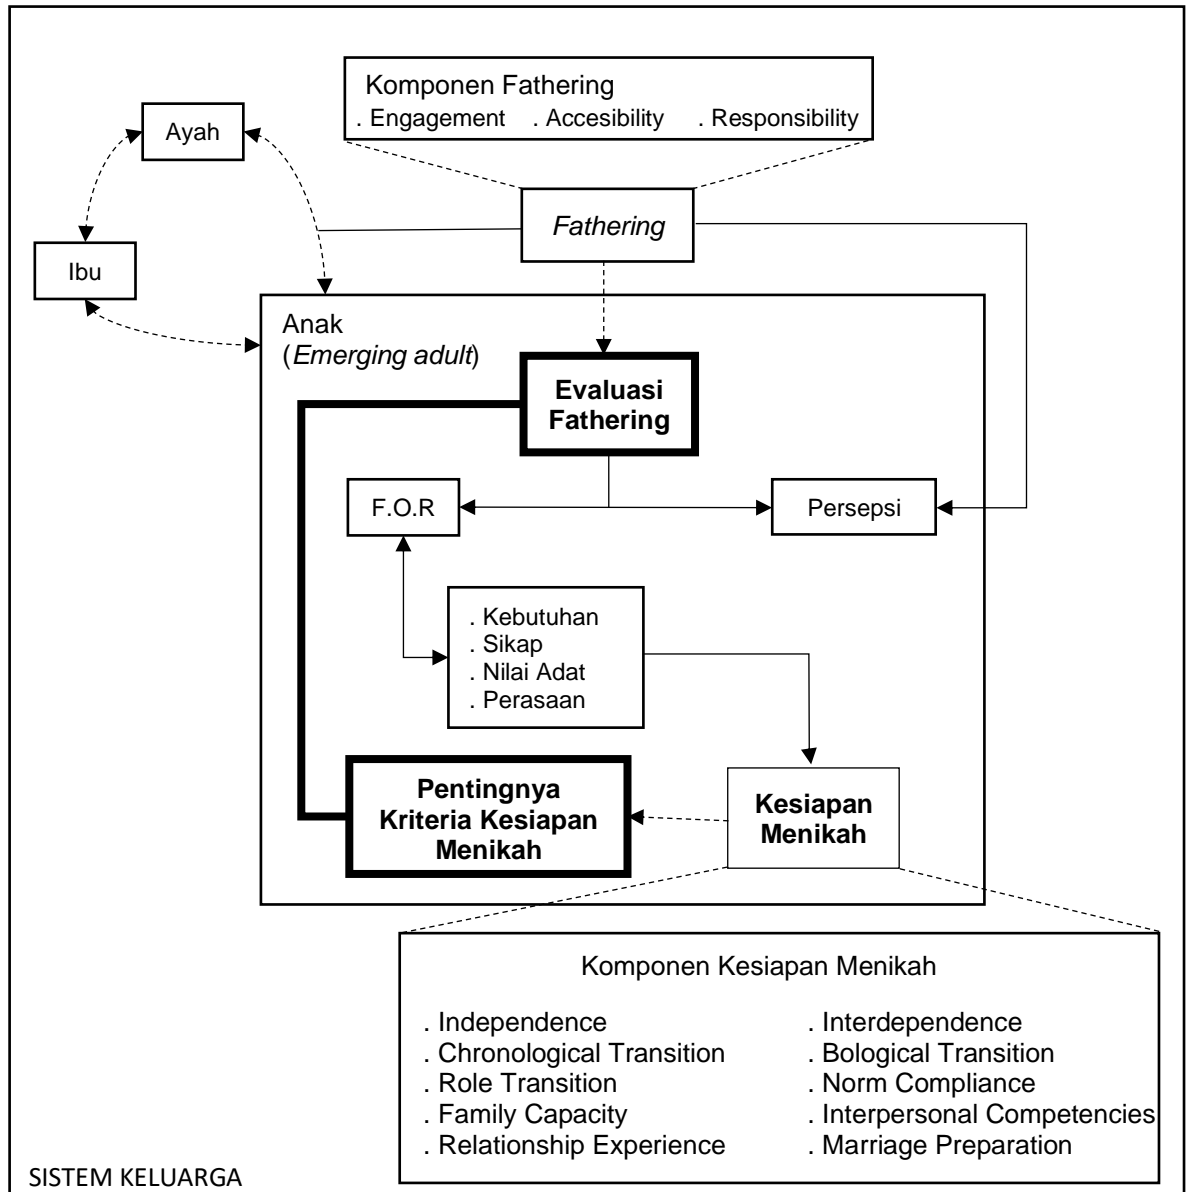 Komponen Fathering
. Engagement . Accesibility . Responsibility
Ayah
Fathering
Ibu
Anak
(Emerging adult)
Evaluasi
Fathering
F.O.R
Persepsi
. Kebutuhan
. Sikap
. Nilai Adat
. Perasaan
Pentingnya
Kriteria Kesiapan
Menikah
Kesiapan
Menikah
Komponen Kesiapan Menikah
. Independence
. Chronological Transition
. Role Transition
. Family Capacity
. Relationship Experience
. Interdependence
. Bological Transition
. Norm Compliance
. Interpersonal Competencies
. Marriage Preparation
SISTEM KELUARGA